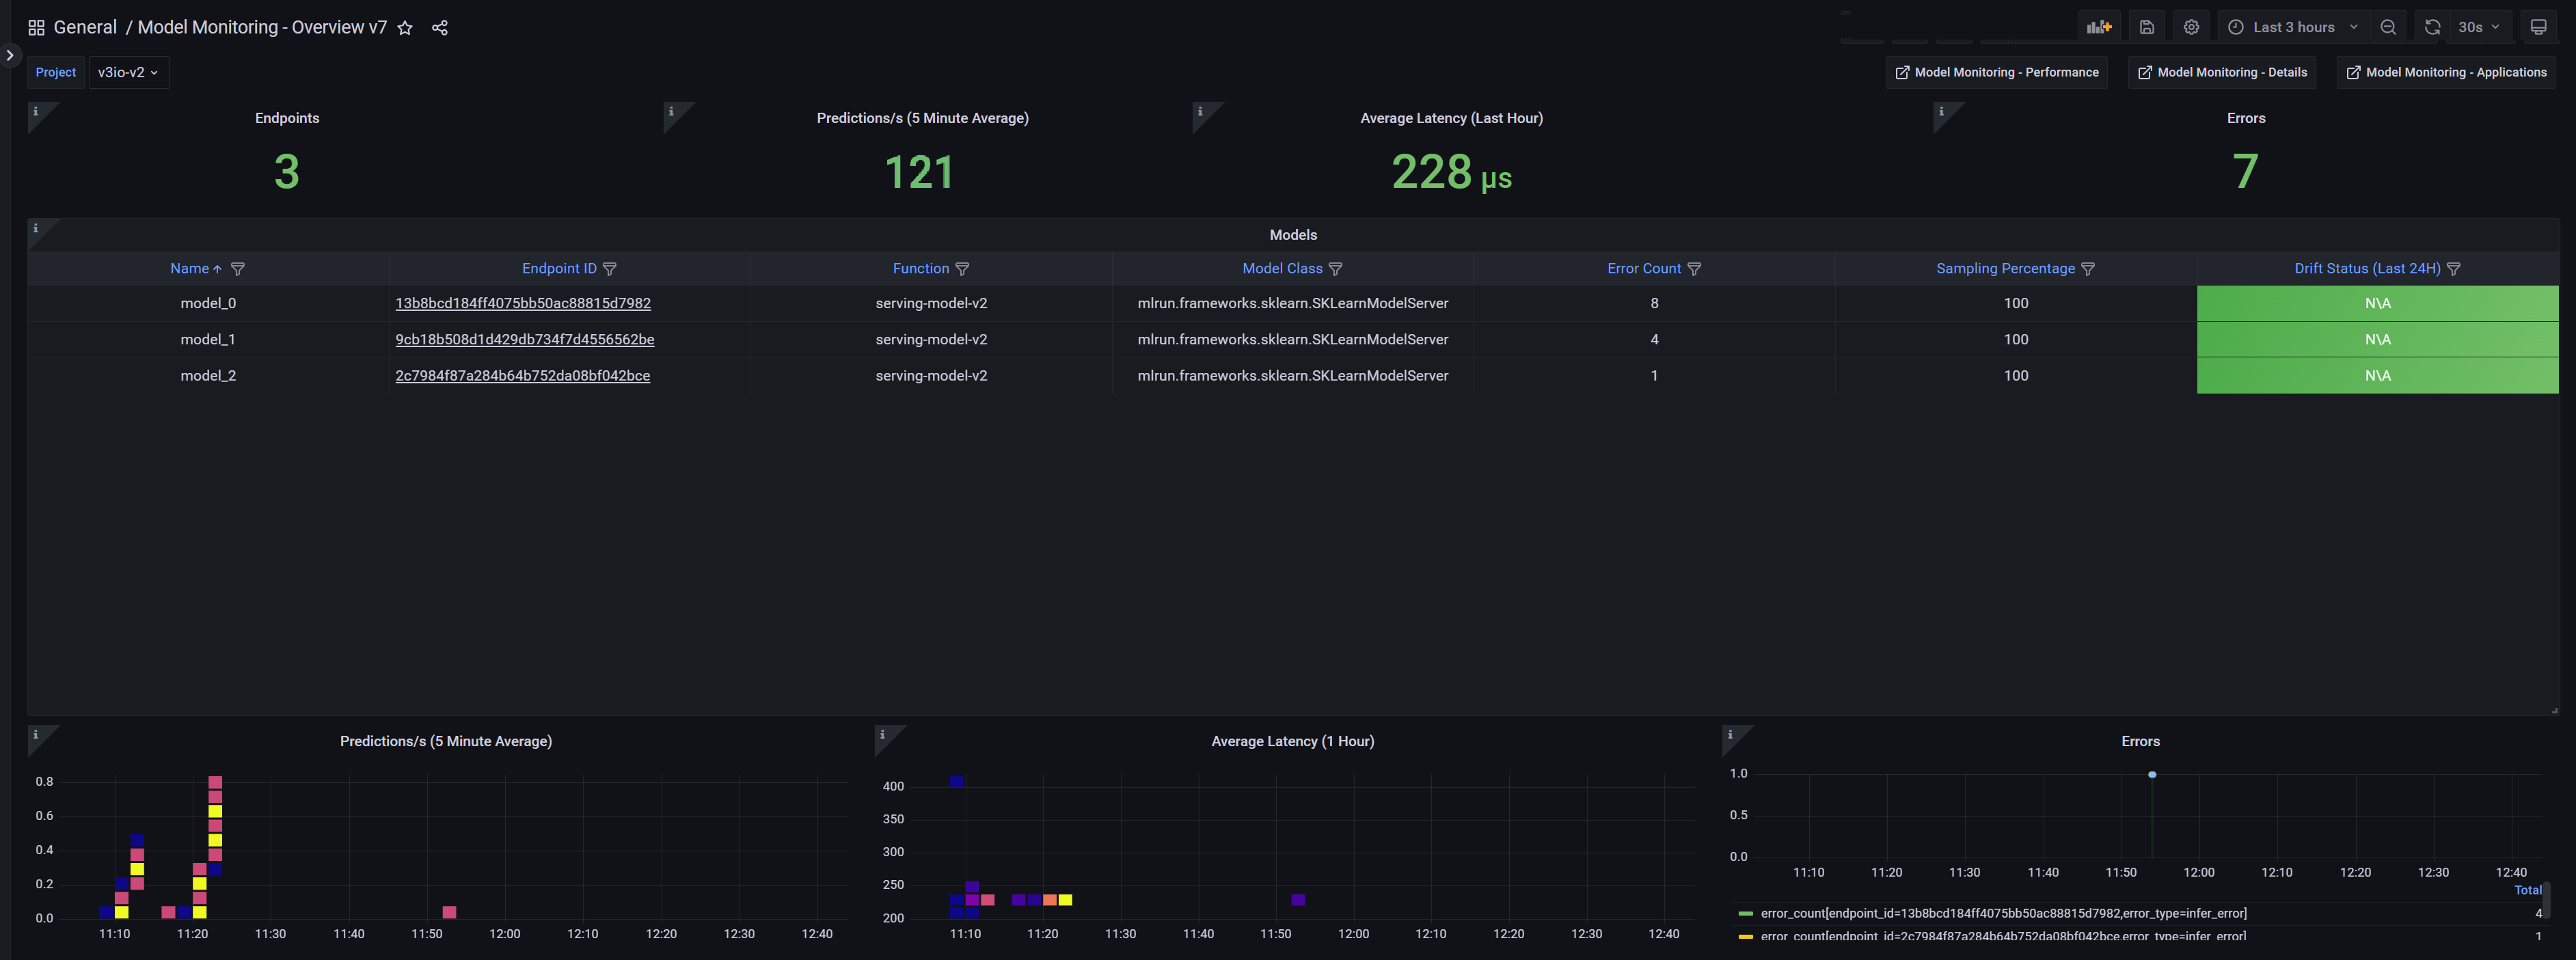 General / Model Monitoring - Overview v7
Last 3 hours
30s
Project v3io-v2
Model Monitoring - Performance
Model Monitoring - Details
Model Monitoring - Applications
Endpoints
3
Predictions/s (5 Minute Average)
121
Average Latency (Last Hour)
228 µs
Errors
7
Models
Name Endpoint ID Function Model Class Error Count Sampling Percentage Drift Status (Last 24H)
model_0 13b8bcd184ff4075bb50ac88815d7982 serving-model-v2 mlrun.frameworks.sklearn.SKLearnModelServer 8 100 N\A
model_1 9cb18b508d1d429db734f7d4556562be serving-model-v2 mlrun.frameworks.sklearn.SKLearnModelServer 4 100 N\A
model_2 2c7984f87a284b64b752da08bf042bce serving-model-v2 mlrun.frameworks.sklearn.SKLearnModelServer 1 100 N\A
Predictions/s (5 Minute Average)
0.8
0.6
0.4
0.2
0.0
11:10 11:20 11:30 11:40 11:50 12:00 12:10 12:20 12:30 12:40
Average Latency (1 Hour)
400
350
300
250
200
11:10 11:20 11:30 11:40 11:50 12:00 12:10 12:20 12:30 12:40
Errors
1.0
0.5
0.0
11:10 11:20 11:30 11:40 11:50 12:00 12:10 12:20 12:30 12:40
Total
error_count[endpoint_id=13b8bcd184ff4075bb50ac88815d7982,error_type=infer_error] 4
error_count[endpoint_id=2c7984f87a284b64b752da08bf042bce,error_type=infer_error] 1